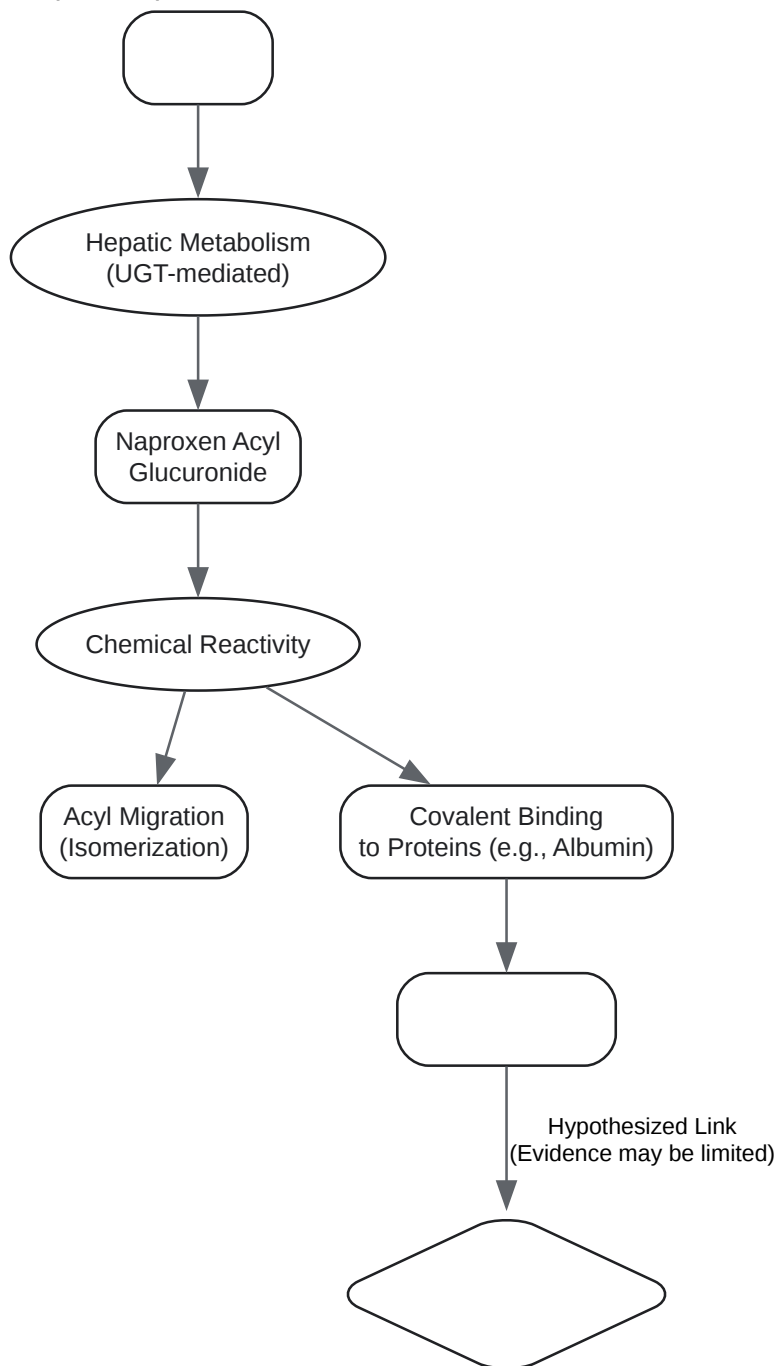 Hepatic Metabolism
(UGT-mediated)
Naproxen Acyl
Glucuronide
Chemical Reactivity
Acyl Migration
(Isomerization)
Covalent Binding
to Proteins (e.g., Albumin)
Hypothesized Link
(Evidence may be limited)